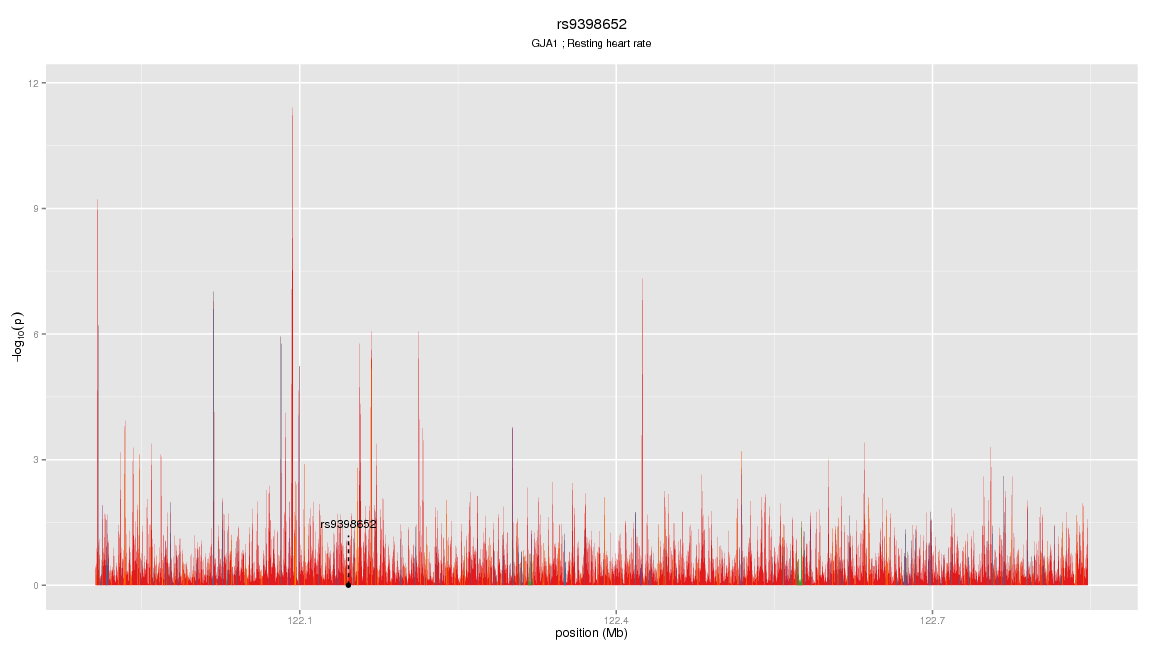 rs9398652
GJA1 ; Resting heart rate
12
9
6
3
0
−log10(p)
rs9398652
122.1
122.4
122.7
position (Mb)